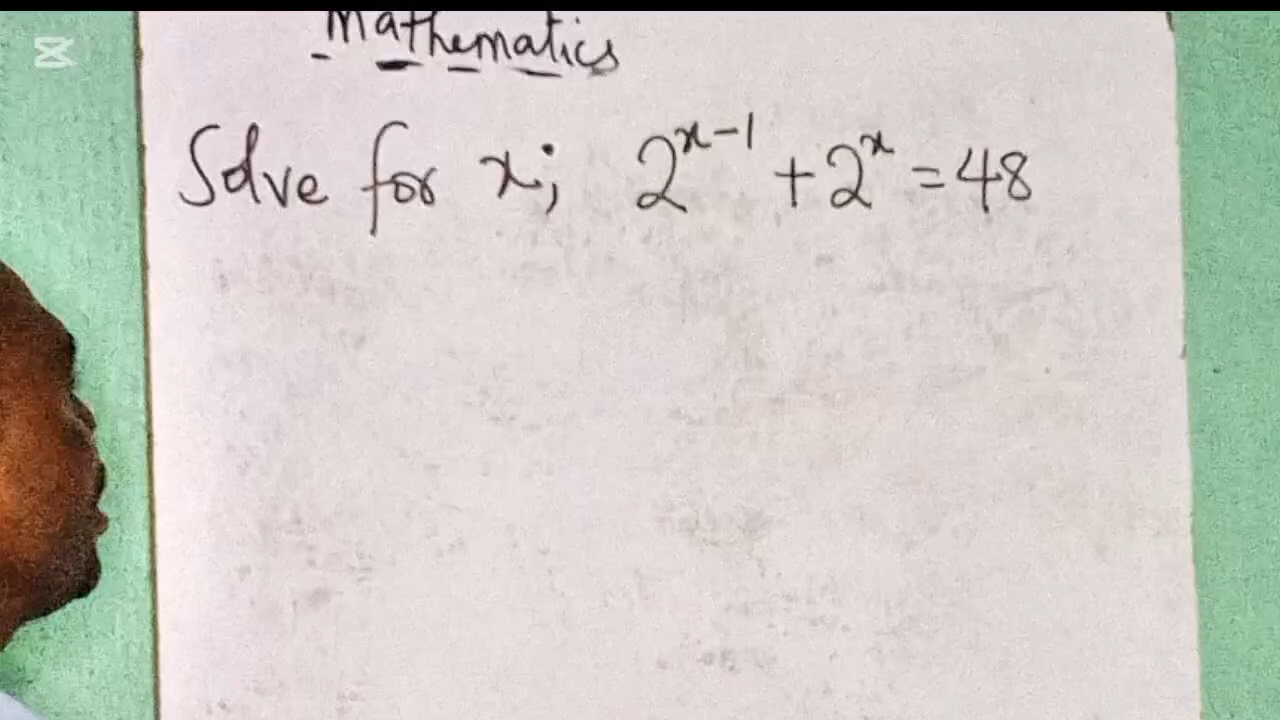 Mathematics
Solve for x; 2^{x-1} + 2^x = 48